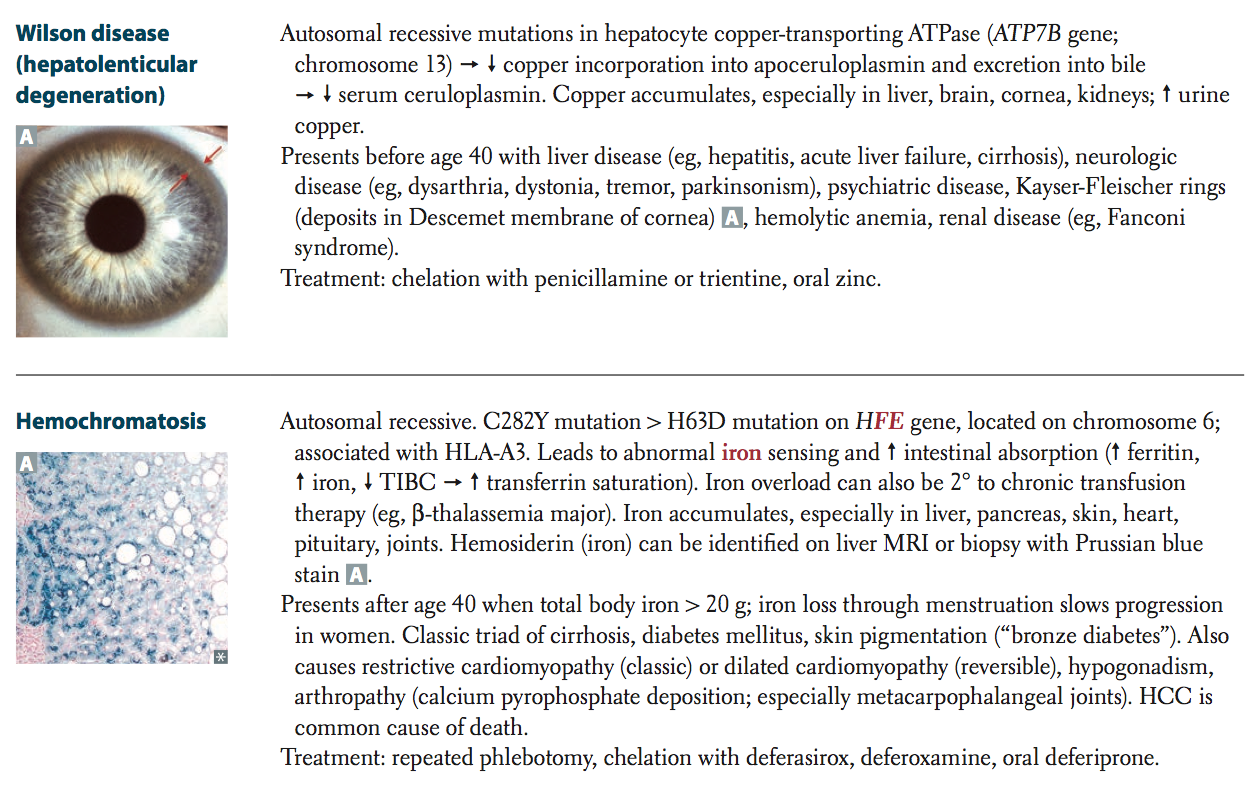 Wilson disease
(hepatolenticular
degeneration)
A
Autosomal recessive mutations in hepatocyte copper-transporting ATPase (ATP7B gene;
chromosome 13) → ↓ copper incorporation into apoceruloplasmin and excretion into bile
→ ↓ serum ceruloplasmin. Copper accumulates, especially in liver, brain, cornea, kidneys; ↑ urine
copper.
Presents before age 40 with liver disease (eg, hepatitis, acute liver failure, cirrhosis), neurologic
disease (eg, dysarthria, dystonia, tremor, parkinsonism), psychiatric disease, Kayser-Fleischer rings
(deposits in Descemet membrane of cornea) A, hemolytic anemia, renal disease (eg, Fanconi
syndrome).
Treatment: chelation with penicillamine or trientine, oral zinc.
Hemochromatosis
A
*
Autosomal recessive. C282Y mutation > H63D mutation on HFE gene, located on chromosome 6;
associated with HLA-A3. Leads to abnormal iron sensing and ↑ intestinal absorption (↑ ferritin,
↑ iron, ↓ TIBC → ↑ transferrin saturation). Iron overload can also be 2° to chronic transfusion
therapy (eg, β-thalassemia major). Iron accumulates, especially in liver, pancreas, skin, heart,
pituitary, joints. Hemosiderin (iron) can be identified on liver MRI or biopsy with Prussian blue
stain A.
Presents after age 40 when total body iron > 20 g; iron loss through menstruation slows progression
in women. Classic triad of cirrhosis, diabetes mellitus, skin pigmentation (“bronze diabetes”). Also
causes restrictive cardiomyopathy (classic) or dilated cardiomyopathy (reversible), hypogonadism,
arthropathy (calcium pyrophosphate deposition; especially metacarpophalangeal joints). HCC is
common cause of death.
Treatment: repeated phlebotomy, chelation with deferasirox, deferoxamine, oral deferiprone.